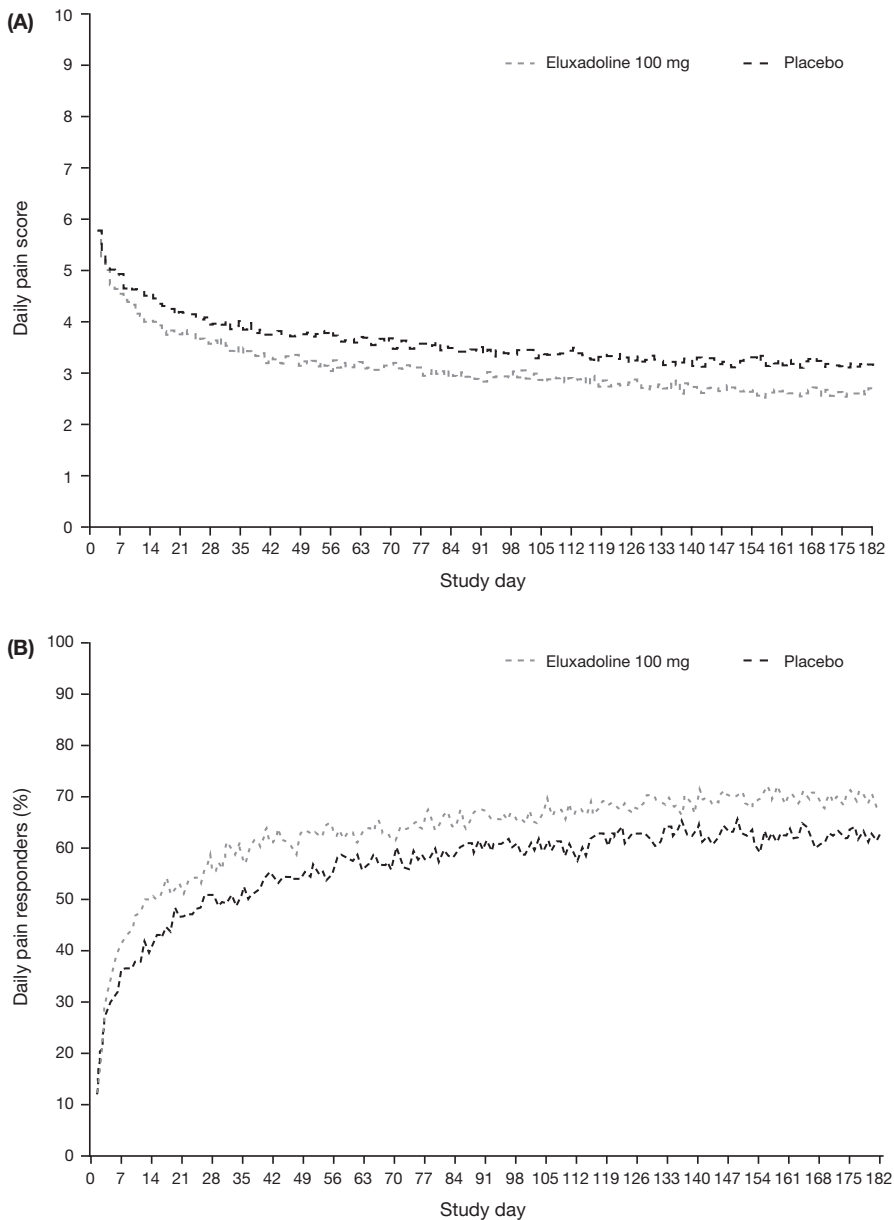 (A)
Eluxadoline 100 mg Placebo
Daily pain score
10
9
8
7
6
5
4
3
2
1
0
0 7 14 21 28 35 42 49 56 63 70 77 84 91 98 105 112 119 126 133 140 147 154 161 168 175 182
Study day
(B)
Eluxadoline 100 mg Placebo
Daily pain responders (%)
100
90
80
70
60
50
40
30
20
10
0
0 7 14 21 28 35 42 49 56 63 70 77 84 91 98 105 112 119 126 133 140 147 154 161 168 175 182
Study day